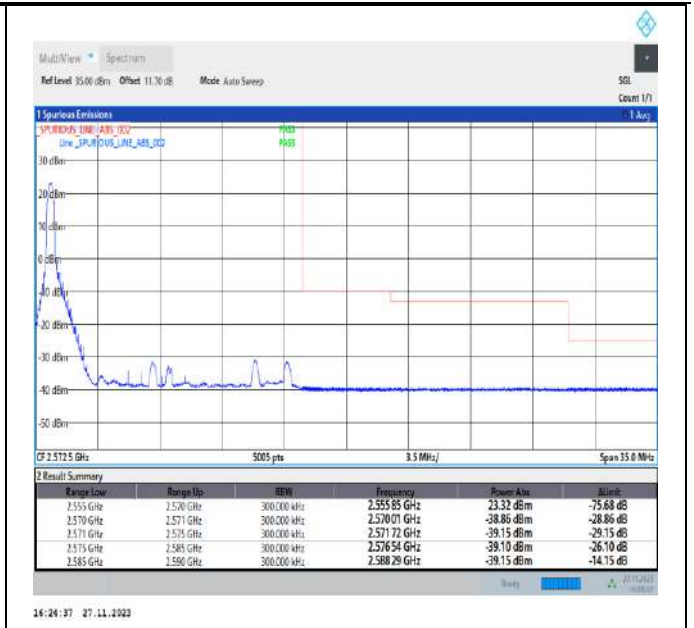 MultiView Spectrum
Ref Level 35.00 dBm Offset 11.70 dB Mode Auto Sweep SGL
Count 1/1
1 Spurious Emissions 1 Avg
_SPURIOUS_LINE_ABS_002 PASS
Line _SPURIOUS_LINE_ABS_002 PASS
30 dBm
20 dBm
10 dBm
0 dBm
-10 dBm
-20 dBm
-30 dBm
-40 dBm
-50 dBm
CF 2.5725 GHz 5005 pts 3.5 MHz/ Span 35.0 MHz
2 Result Summary
Range Low Range Up RBW Frequency Power Abs ΔLimit
2.555 GHz 2.570 GHz 300.000 kHz 2.55585 GHz 23.32 dBm -75.68 dB
2.570 GHz 2.571 GHz 300.000 kHz 2.57001 GHz -38.86 dBm -28.86 dB
2.571 GHz 2.575 GHz 300.000 kHz 2.57172 GHz -39.15 dBm -29.15 dB
2.575 GHz 2.585 GHz 300.000 kHz 2.57654 GHz -39.10 dBm -26.10 dB
2.585 GHz 2.590 GHz 300.000 kHz 2.58829 GHz -39.15 dBm -14.15 dB
Ready 27.11.2023
16:24:37 27.11.2023